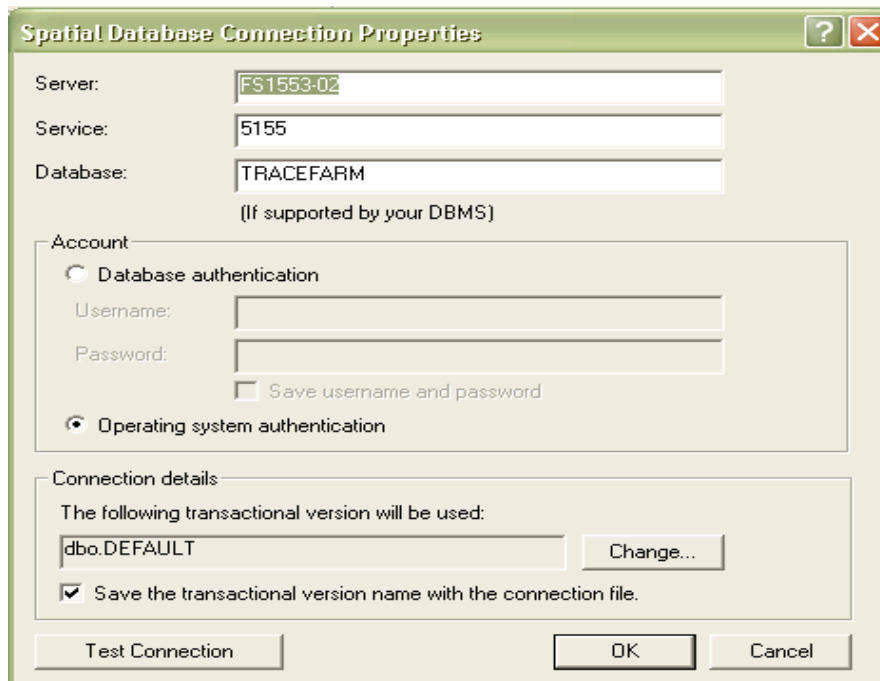 Spatial Database Connection Properties
Server: FS1553-02
Service: 5155
Database: TRACEFARM
(If supported by your DBMS)
Account
Database authentication
Username:
Password:
Save username and password
Operating system authentication
Connection details
The following transactional version will be used:
dbo.DEFAULT Change...
Save the transactional version name with the connection file.
Test Connection OK Cancel